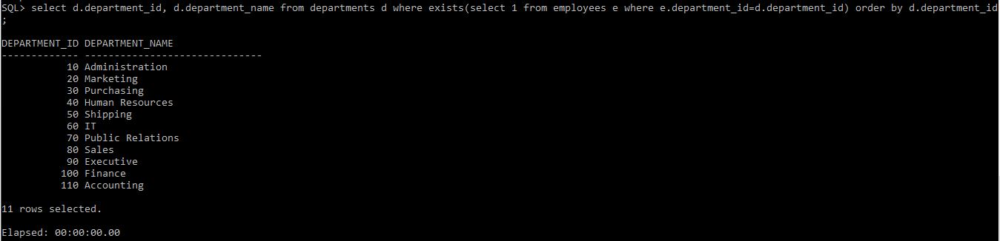 SQL> select d.department_id, d.department_name from departments d where exists(select 1 from employees e where e.department_id=d.department_id) order by d.department_id
;
DEPARTMENT_ID DEPARTMENT_NAME
------------- ------------------------------
           10 Administration
           20 Marketing
           30 Purchasing
           40 Human Resources
           50 Shipping
           60 IT
           70 Public Relations
           80 Sales
           90 Executive
          100 Finance
          110 Accounting
11 rows selected.
Elapsed: 00:00:00.00